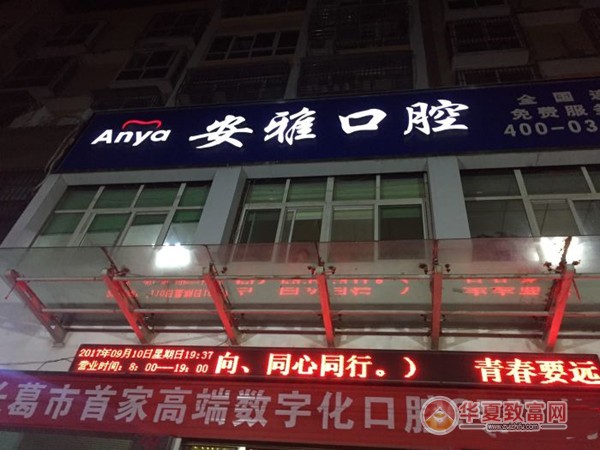 Anya 安雅口腔
全国
免费服
400-03
2017年09月10日星期日19:37
营业时间:8:00---19:00
向、同心同行。) 青春要远
葛市首家高端数字化口腔
华夏致富网
www.zuizhifu.com